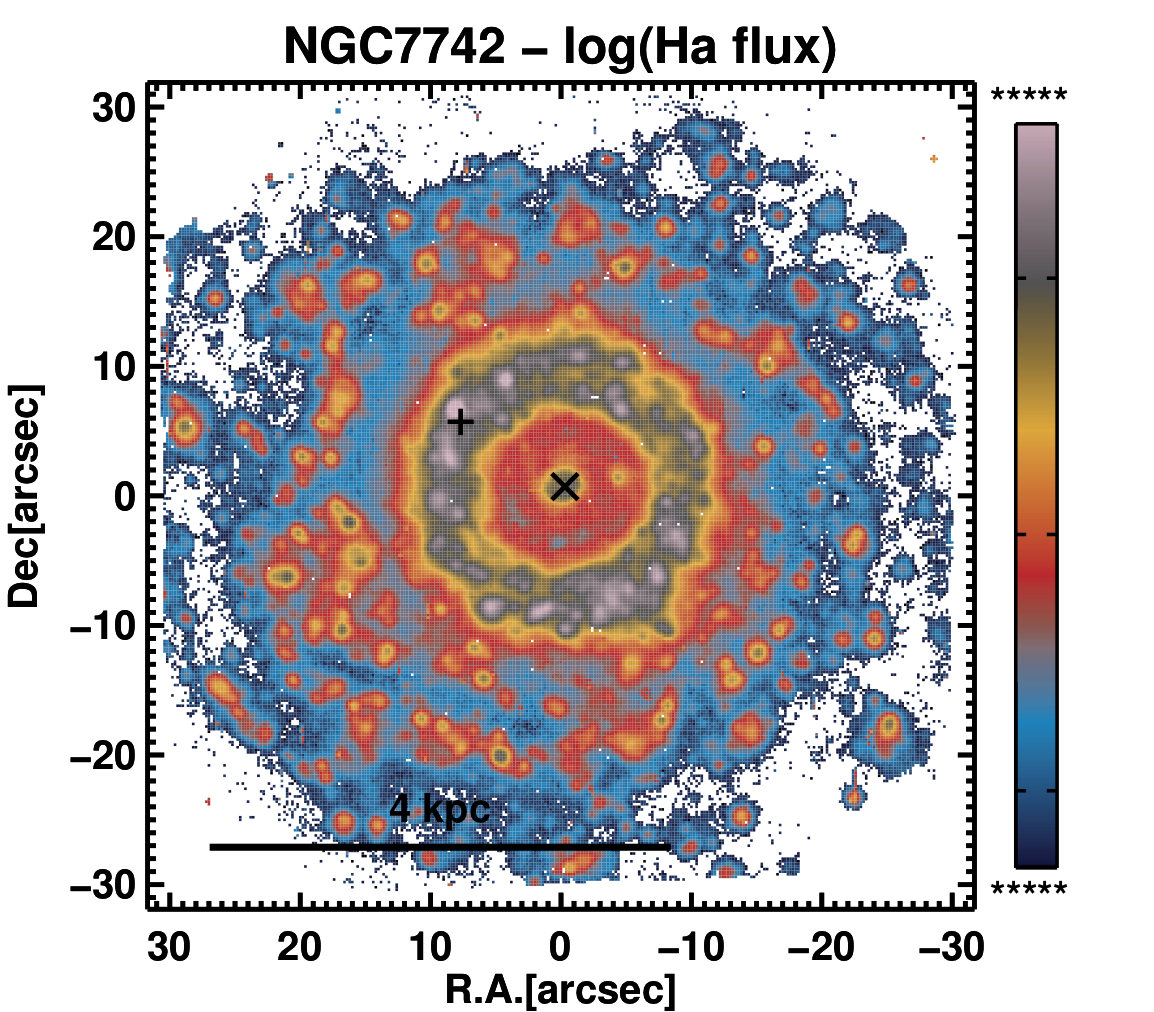 NGC7742 – log(Ha flux)
*****
30
20
10
0
−10
−20
−30
Dec[arcsec]
4 kpc
*****
30 20 10 0 −10 −20 −30
R.A.[arcsec]